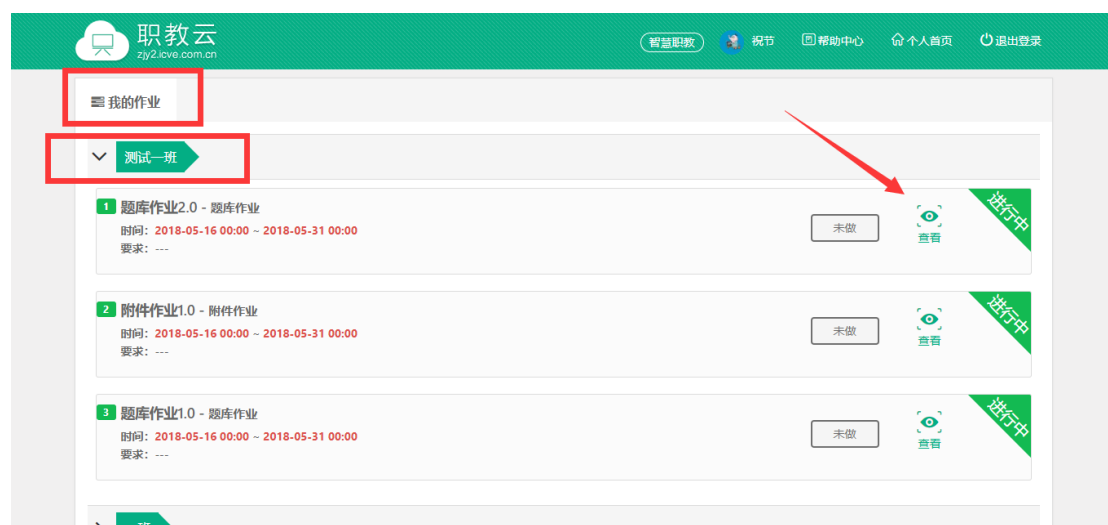 职教云
zjy2.icve.com.cn
智慧职教 祝节 帮助中心 个人首页 退出登录
我的作业
测试一班
1 题库作业2.0 - 题库作业
时间：2018-05-16 00:00 ~ 2018-05-31 00:00
要求：---
未做
查看
进行中
2 附件作业1.0 - 附件作业
时间：2018-05-16 00:00 ~ 2018-05-31 00:00
要求：---
未做
查看
进行中
3 题库作业1.0 - 题库作业
时间：2018-05-16 00:00 ~ 2018-05-31 00:00
要求：---
未做
查看
进行中